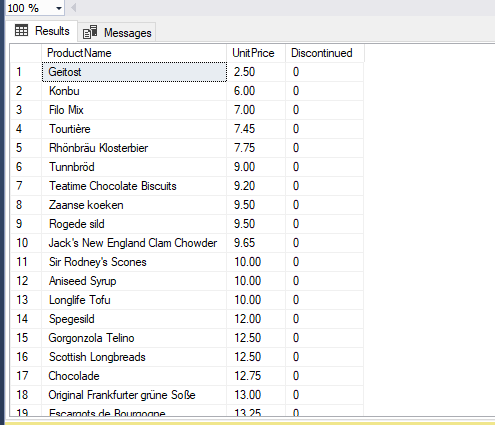 100 %
Results Messages
ProductName UnitPrice Discontinued
1 Geitost 2.50 0
2 Konbu 6.00 0
3 Filo Mix 7.00 0
4 Tourtière 7.45 0
5 Rhönbräu Klosterbier 7.75 0
6 Tunnbröd 9.00 0
7 Teatime Chocolate Biscuits 9.20 0
8 Zaanse koeken 9.50 0
9 Rogede sild 9.50 0
10 Jack's New England Clam Chowder 9.65 0
11 Sir Rodney's Scones 10.00 0
12 Aniseed Syrup 10.00 0
13 Longlife Tofu 10.00 0
14 Spegesild 12.00 0
15 Gorgonzola Telino 12.50 0
16 Scottish Longbreads 12.50 0
17 Chocolade 12.75 0
18 Original Frankfurter grüne Soße 13.00 0
19 Escargots de Bourgogne 13.25 0